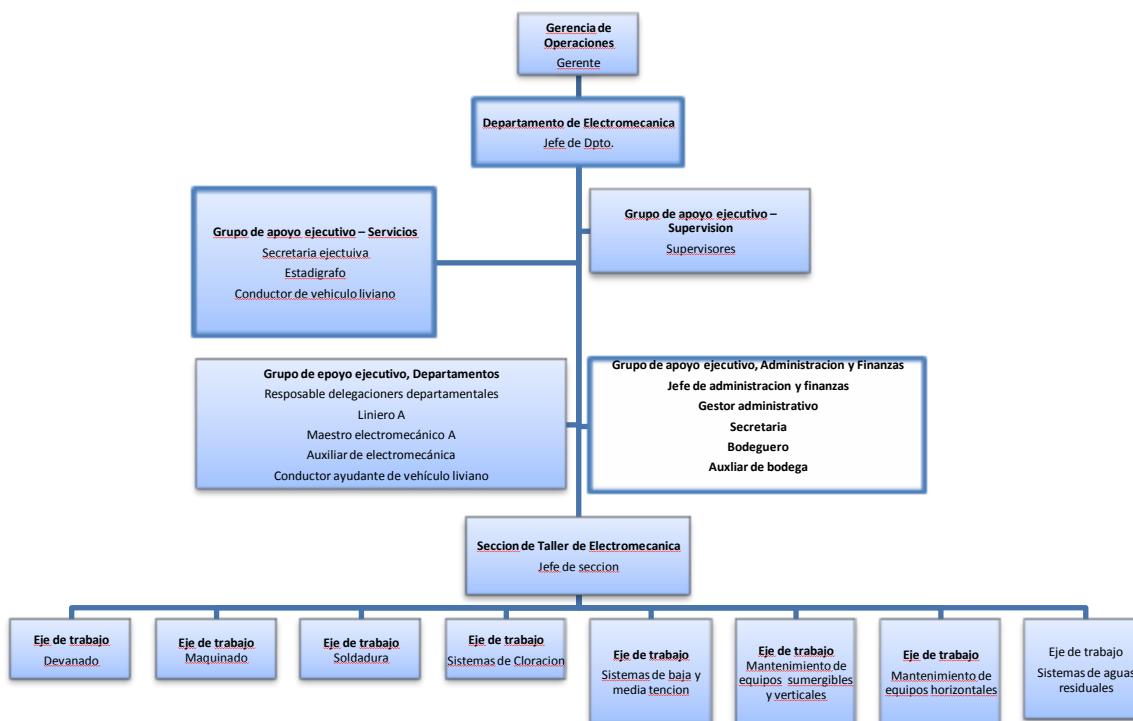 Gerencia de
Operaciones
Gerente
Departamento de Electromecanica
Jefe de Dpto.
Grupo de apoyo ejecutivo – Servicios
Secretaria ejectuiva
Estadigrafo
Conductor de vehiculo liviano
Grupo de apoyo ejecutivo –
Supervision
Supervisores
Grupo de epoyo ejecutivo, Departamentos
Resposable delegacioners departamentales
Liniero A
Maestro electromecánico A
Auxiliar de electromecánica
Conductor ayudante de vehículo liviano
Grupo de apoyo ejecutivo, Administracion y Finanzas
Jefe de administracion y finanzas
Gestor administrativo
Secretaria
Bodeguero
Auxliar de bodega
Seccion de Taller de Electromecanica
Jefe de seccion
Eje de trabajo
Devanado
Eje de trabajo
Maquinado
Eje de trabajo
Soldadura
Eje de trabajo
Sistemas de Cloracion
Eje de trabajo
Sistemas de baja y
media tencion
Eje de trabajo
Mantenimiento de
equipos sumergibles
y verticales
Eje de trabajo
Mantenimiento de
equipos horizontales
Eje de trabajo
Sistemas de aguas
residuales